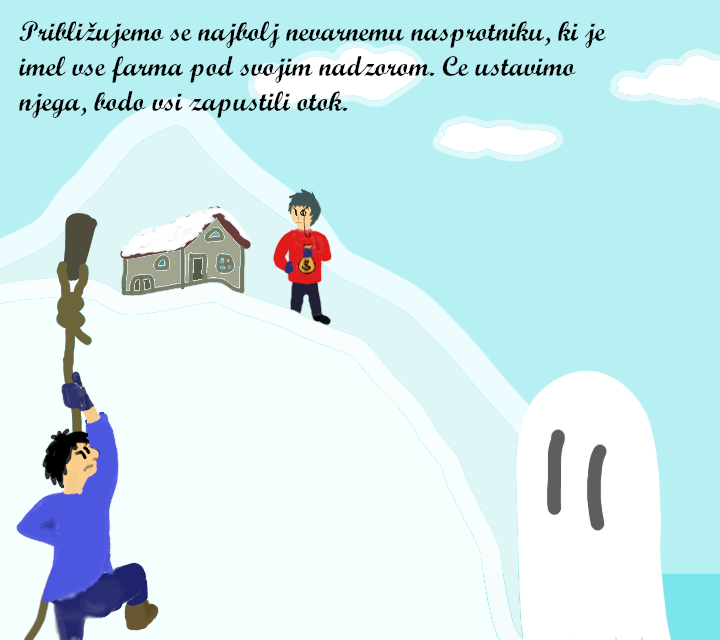 Približujemo se najbolj nevarnemu nasprotniku, ki je
imel vse farma pod svojim nadzorom. Ce ustavimo
njega, bodo vsi zapustili otok.
$